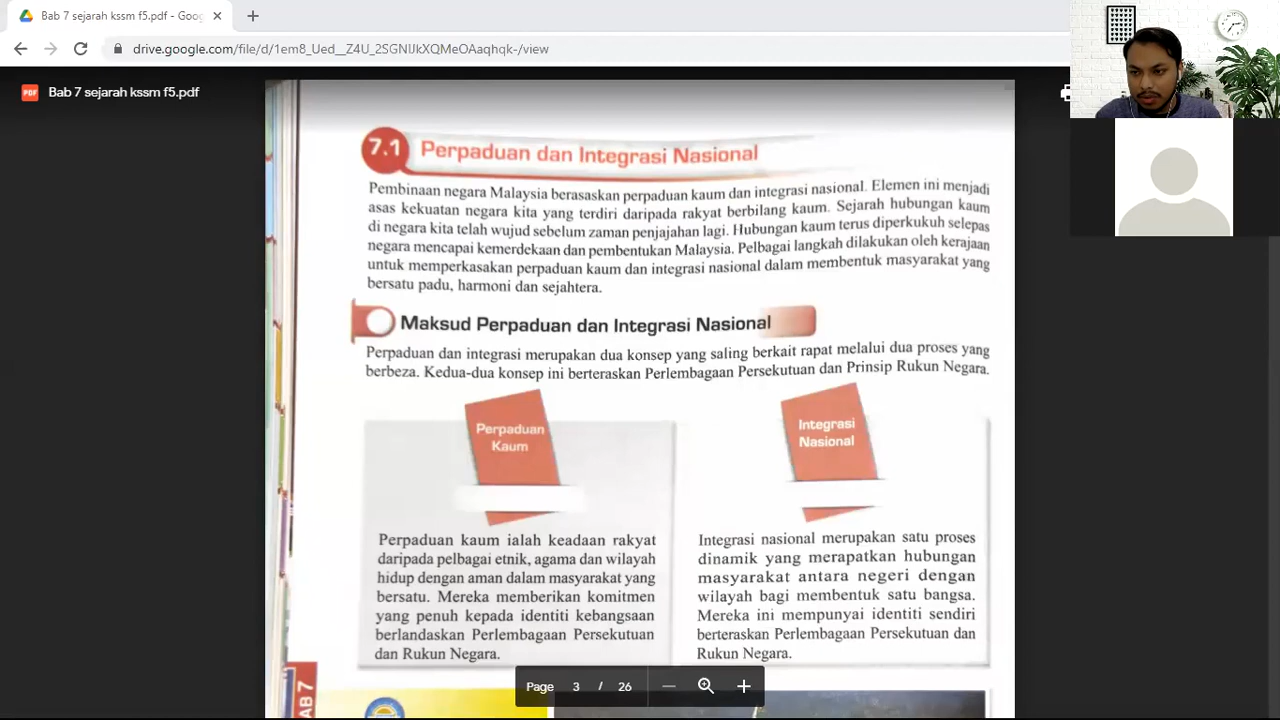 Bab 7 sejarah kssm f5.pdf - Goo
drive.google.com/file/d/1em8_Ued__Z4U_2SGNlJkXQMeOAaqhqk-/view
PDF
Bab 7 sejarah kssm f5.pdf
7.1 Perpaduan dan Integrasi Nasional
Pembinaan negara Malaysia berasaskan perpaduan kaum dan integrasi nasional. Elemen ini menjadi
asas kekuatan negara kita yang terdiri daripada rakyat berbilang kaum. Sejarah hubungan kaum
di negara kita telah wujud sebelum zaman penjajahan lagi. Hubungan kaum terus diperkukuh selepas
negara mencapai kemerdekaan dan pembentukan Malaysia. Pelbagai langkah dilakukan oleh kerajaan
untuk memperkasakan perpaduan kaum dan integrasi nasional dalam membentuk masyarakat yang
bersatu padu, harmoni dan sejahtera.
Maksud Perpaduan dan Integrasi Nasional
Perpaduan dan integrasi merupakan dua konsep yang saling berkait rapat melalui dua proses yang
berbeza. Kedua-dua konsep ini berteraskan Perlembagaan Persekutuan dan Prinsip Rukun Negara.
Perpaduan
Kaum
Perpaduan kaum ialah keadaan rakyat
daripada pelbagai etnik, agama dan wilayah
hidup dengan aman dalam masyarakat yang
bersatu. Mereka memberikan komitmen
yang penuh kepada identiti kebangsaan
berlandaskan Perlembagaan Persekutuan
dan Rukun Negara.
Integrasi
Nasional
Integrasi nasional merupakan satu proses
dinamik yang merapatkan hubungan
masyarakat antara negeri dengan
wilayah bagi membentuk satu bangsa.
Mereka ini mempunyai identiti sendiri
berteraskan Perlembagaan Persekutuan dan
Rukun Negara.
AB 7
Page 3 / 26